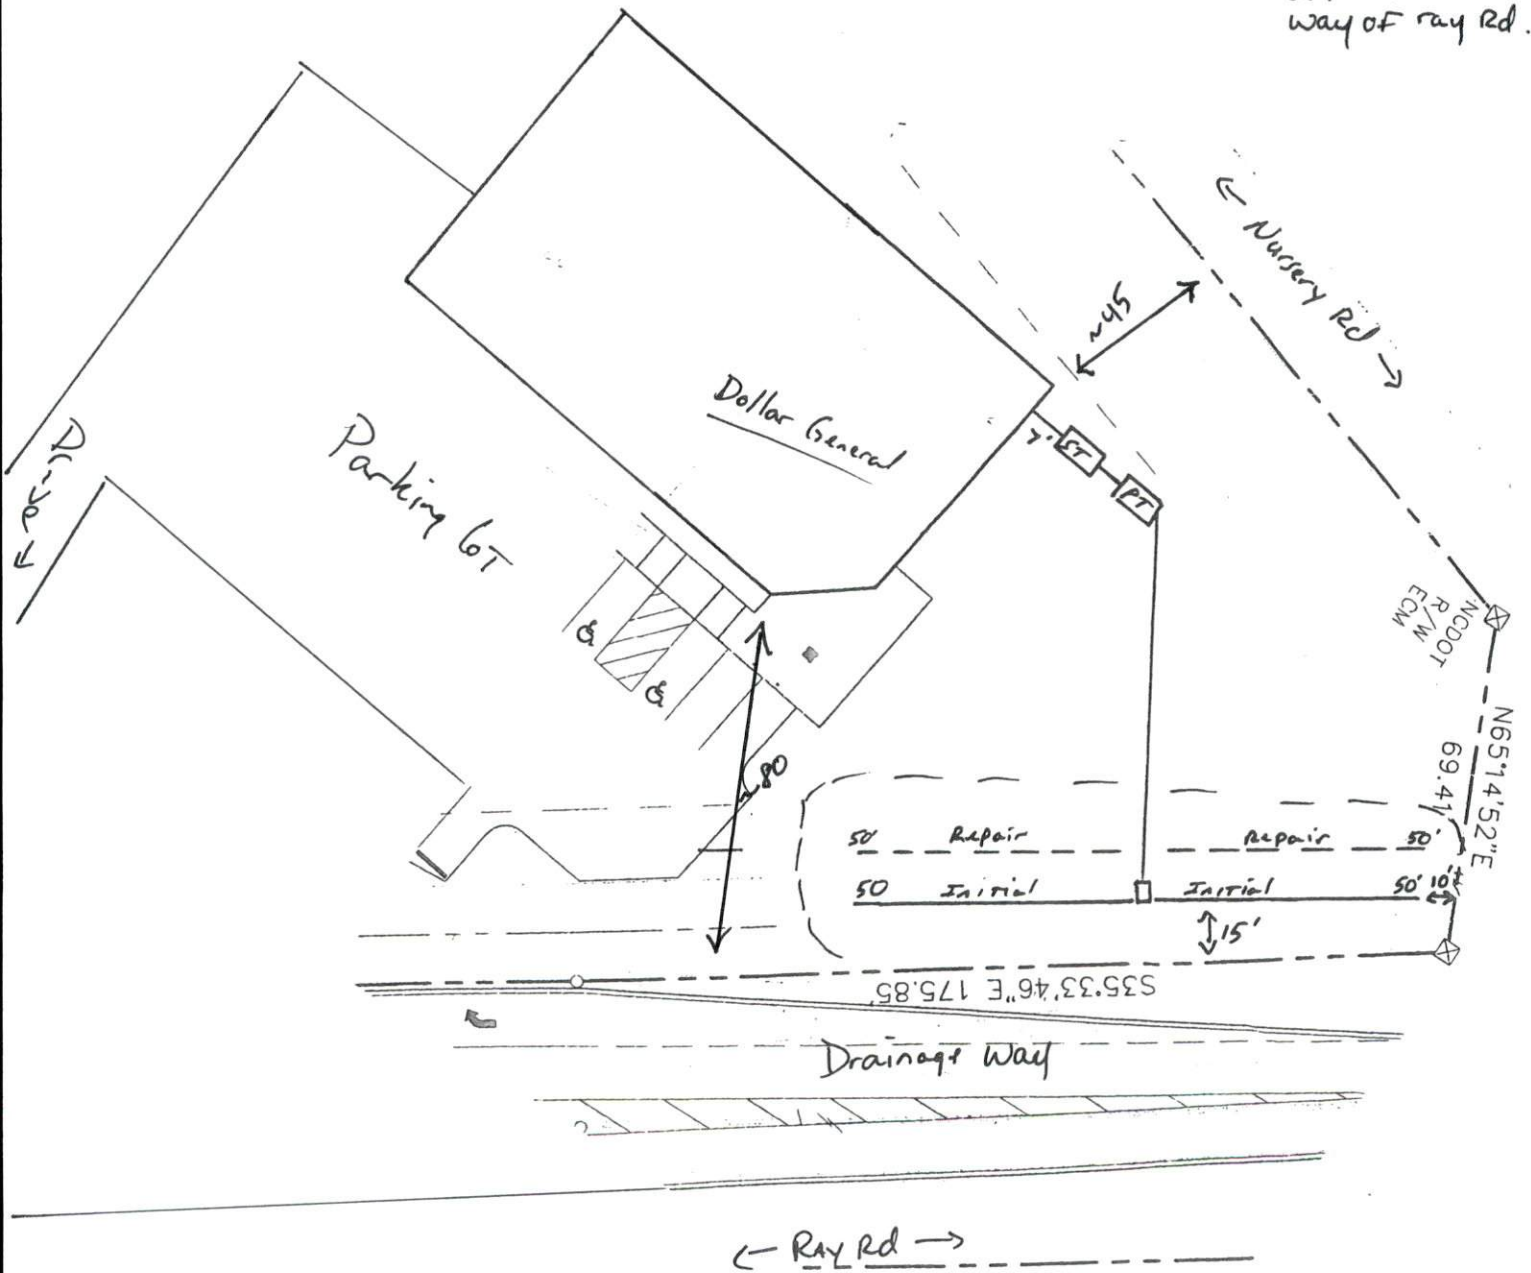 way of ray Rd.
← Nursery Rd →
~45
Dollar General
7'
ST
PT
Parking LoT
Drive
NCDOT
R/W
ECM
N65°14'52"E
69.41'
~80
50' Repair Repair 50'
50 Initial Initial 50' 10'±
15'
S35°33'46"E 175.85'
Drainage Way
← RAY Rd →